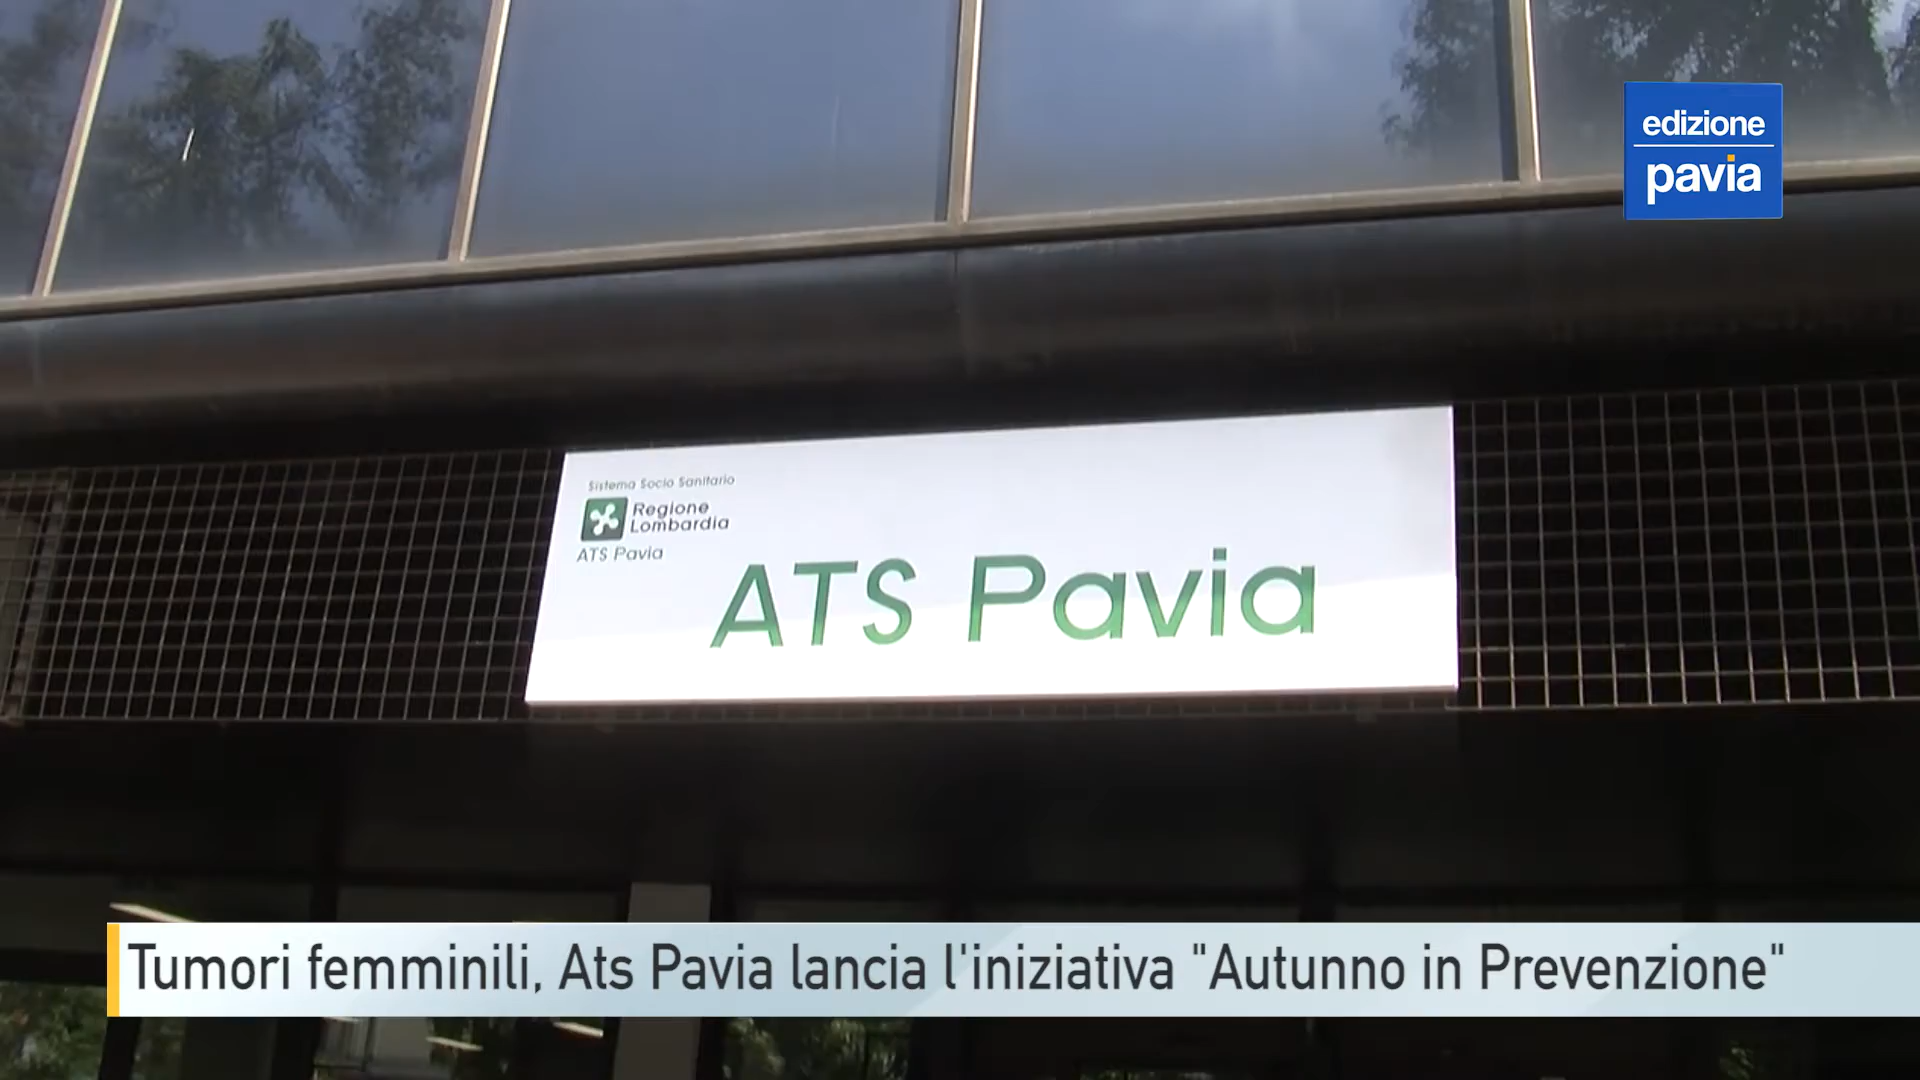 edizione
pavia
Sistema Socio Sanitario
Regione
Lombardia
ATS Pavia
ATS Pavia
Tumori femminili, Ats Pavia lancia l'iniziativa "Autunno in Prevenzione"